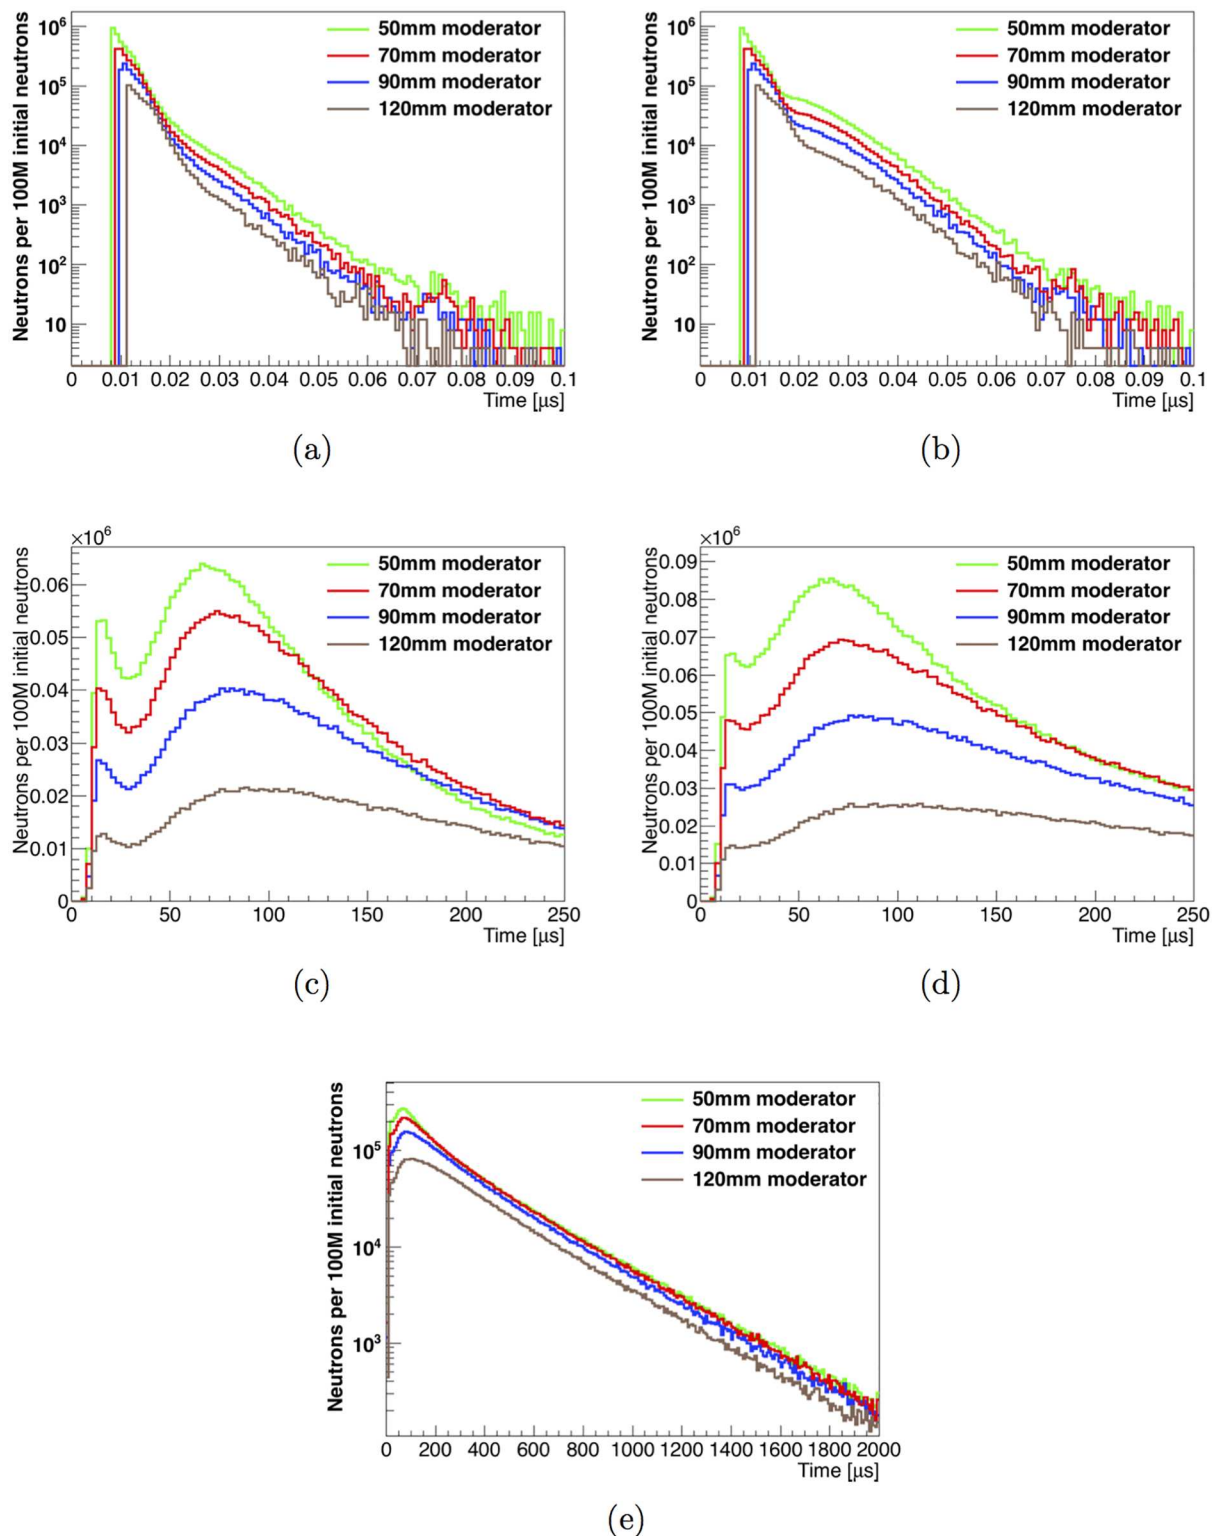 Neutrons per 100M initial neutrons
10⁶
10⁵
10⁴
10³
10²
10
50mm moderator
70mm moderator
90mm moderator
120mm moderator
0 0.01 0.02 0.03 0.04 0.05 0.06 0.07 0.08 0.09 0.1
Time [μs]
(a)
Neutrons per 100M initial neutrons
10⁶
10⁵
10⁴
10³
10²
10
50mm moderator
70mm moderator
90mm moderator
120mm moderator
0 0.01 0.02 0.03 0.04 0.05 0.06 0.07 0.08 0.09 0.1
Time [μs]
(b)
×10⁶
Neutrons per 100M initial neutrons
0.06
0.05
0.04
0.03
0.02
0.01
0
50mm moderator
70mm moderator
90mm moderator
120mm moderator
0 50 100 150 200 250
Time [μs]
(c)
×10⁶
Neutrons per 100M initial neutrons
0.09
0.08
0.07
0.06
0.05
0.04
0.03
0.02
0.01
0
50mm moderator
70mm moderator
90mm moderator
120mm moderator
0 50 100 150 200 250
Time [μs]
(d)
Neutrons per 100M initial neutrons
10⁵
10⁴
10³
50mm moderator
70mm moderator
90mm moderator
120mm moderator
0 200 400 600 800 1000 1200 1400 1600 1800 2000
Time [μs]
(e)